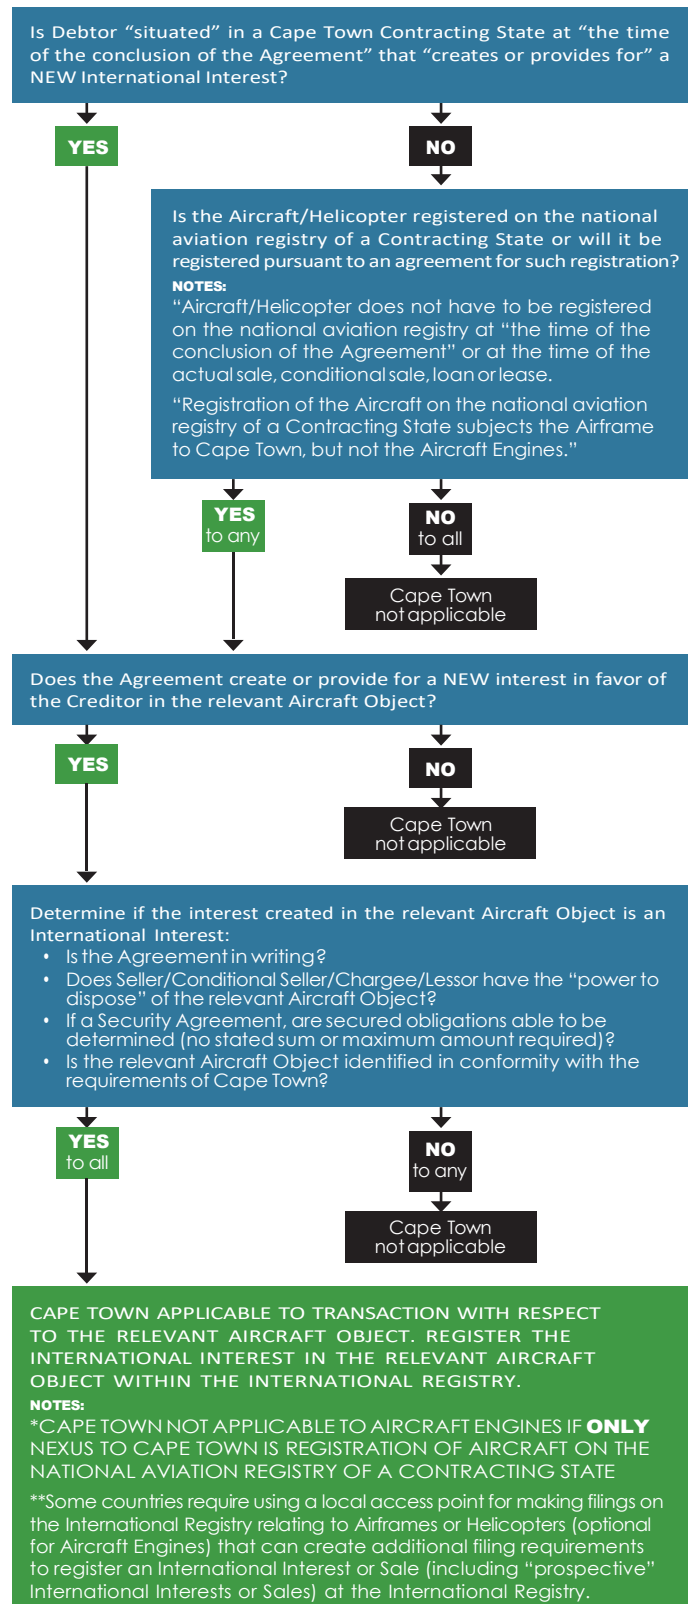 Is Debtor “situated” in a Cape Town Contracting State at “the time
of the conclusion of the Agreement” that “creates or provides for” a
NEW International Interest?
YES
NO
Is the Aircraft/Helicopter registered on the national
aviation registry of a Contracting State or will it be
registered pursuant to an agreement for such registration?
NOTES:
“Aircraft/Helicopter does not have to be registered
on the national aviation registry at “the time of the
conclusion of the Agreement” or at the time of the
actual sale, conditional sale, loan or lease.
“Registration of the Aircraft on the national aviation
registry of a Contracting State subjects the Airframe
to Cape Town, but not the Aircraft Engines.”
YES
to any
NO
to all
Cape Town
not applicable
Does the Agreement create or provide for a NEW interest in favor of
the Creditor in the relevant Aircraft Object?
YES
NO
Cape Town
not applicable
Determine if the interest created in the relevant Aircraft Object is an
International Interest:
• Is the Agreement in writing?
• Does Seller/Conditional Seller/Chargee/Lessor have the “power to
dispose” of the relevant Aircraft Object?
• If a Security Agreement, are secured obligations able to be
determined (no stated sum or maximum amount required)?
• Is the relevant Aircraft Object identified in conformity with the
requirements of Cape Town?
YES
to all
NO
to any
Cape Town
not applicable
CAPE TOWN APPLICABLE TO TRANSACTION WITH RESPECT
TO THE RELEVANT AIRCRAFT OBJECT. REGISTER THE
INTERNATIONAL INTEREST IN THE RELEVANT AIRCRAFT
OBJECT WITHIN THE INTERNATIONAL REGISTRY.
NOTES:
*CAPE TOWN NOT APPLICABLE TO AIRCRAFT ENGINES IF ONLY
NEXUS TO CAPE TOWN IS REGISTRATION OF AIRCRAFT ON THE
NATIONAL AVIATION REGISTRY OF A CONTRACTING STATE
**Some countries require using a local access point for making filings on
the International Registry relating to Airframes or Helicopters (optional
for Aircraft Engines) that can create additional filing requirements
to register an International Interest or Sale (including “prospective”
International Interests or Sales) at the International Registry.